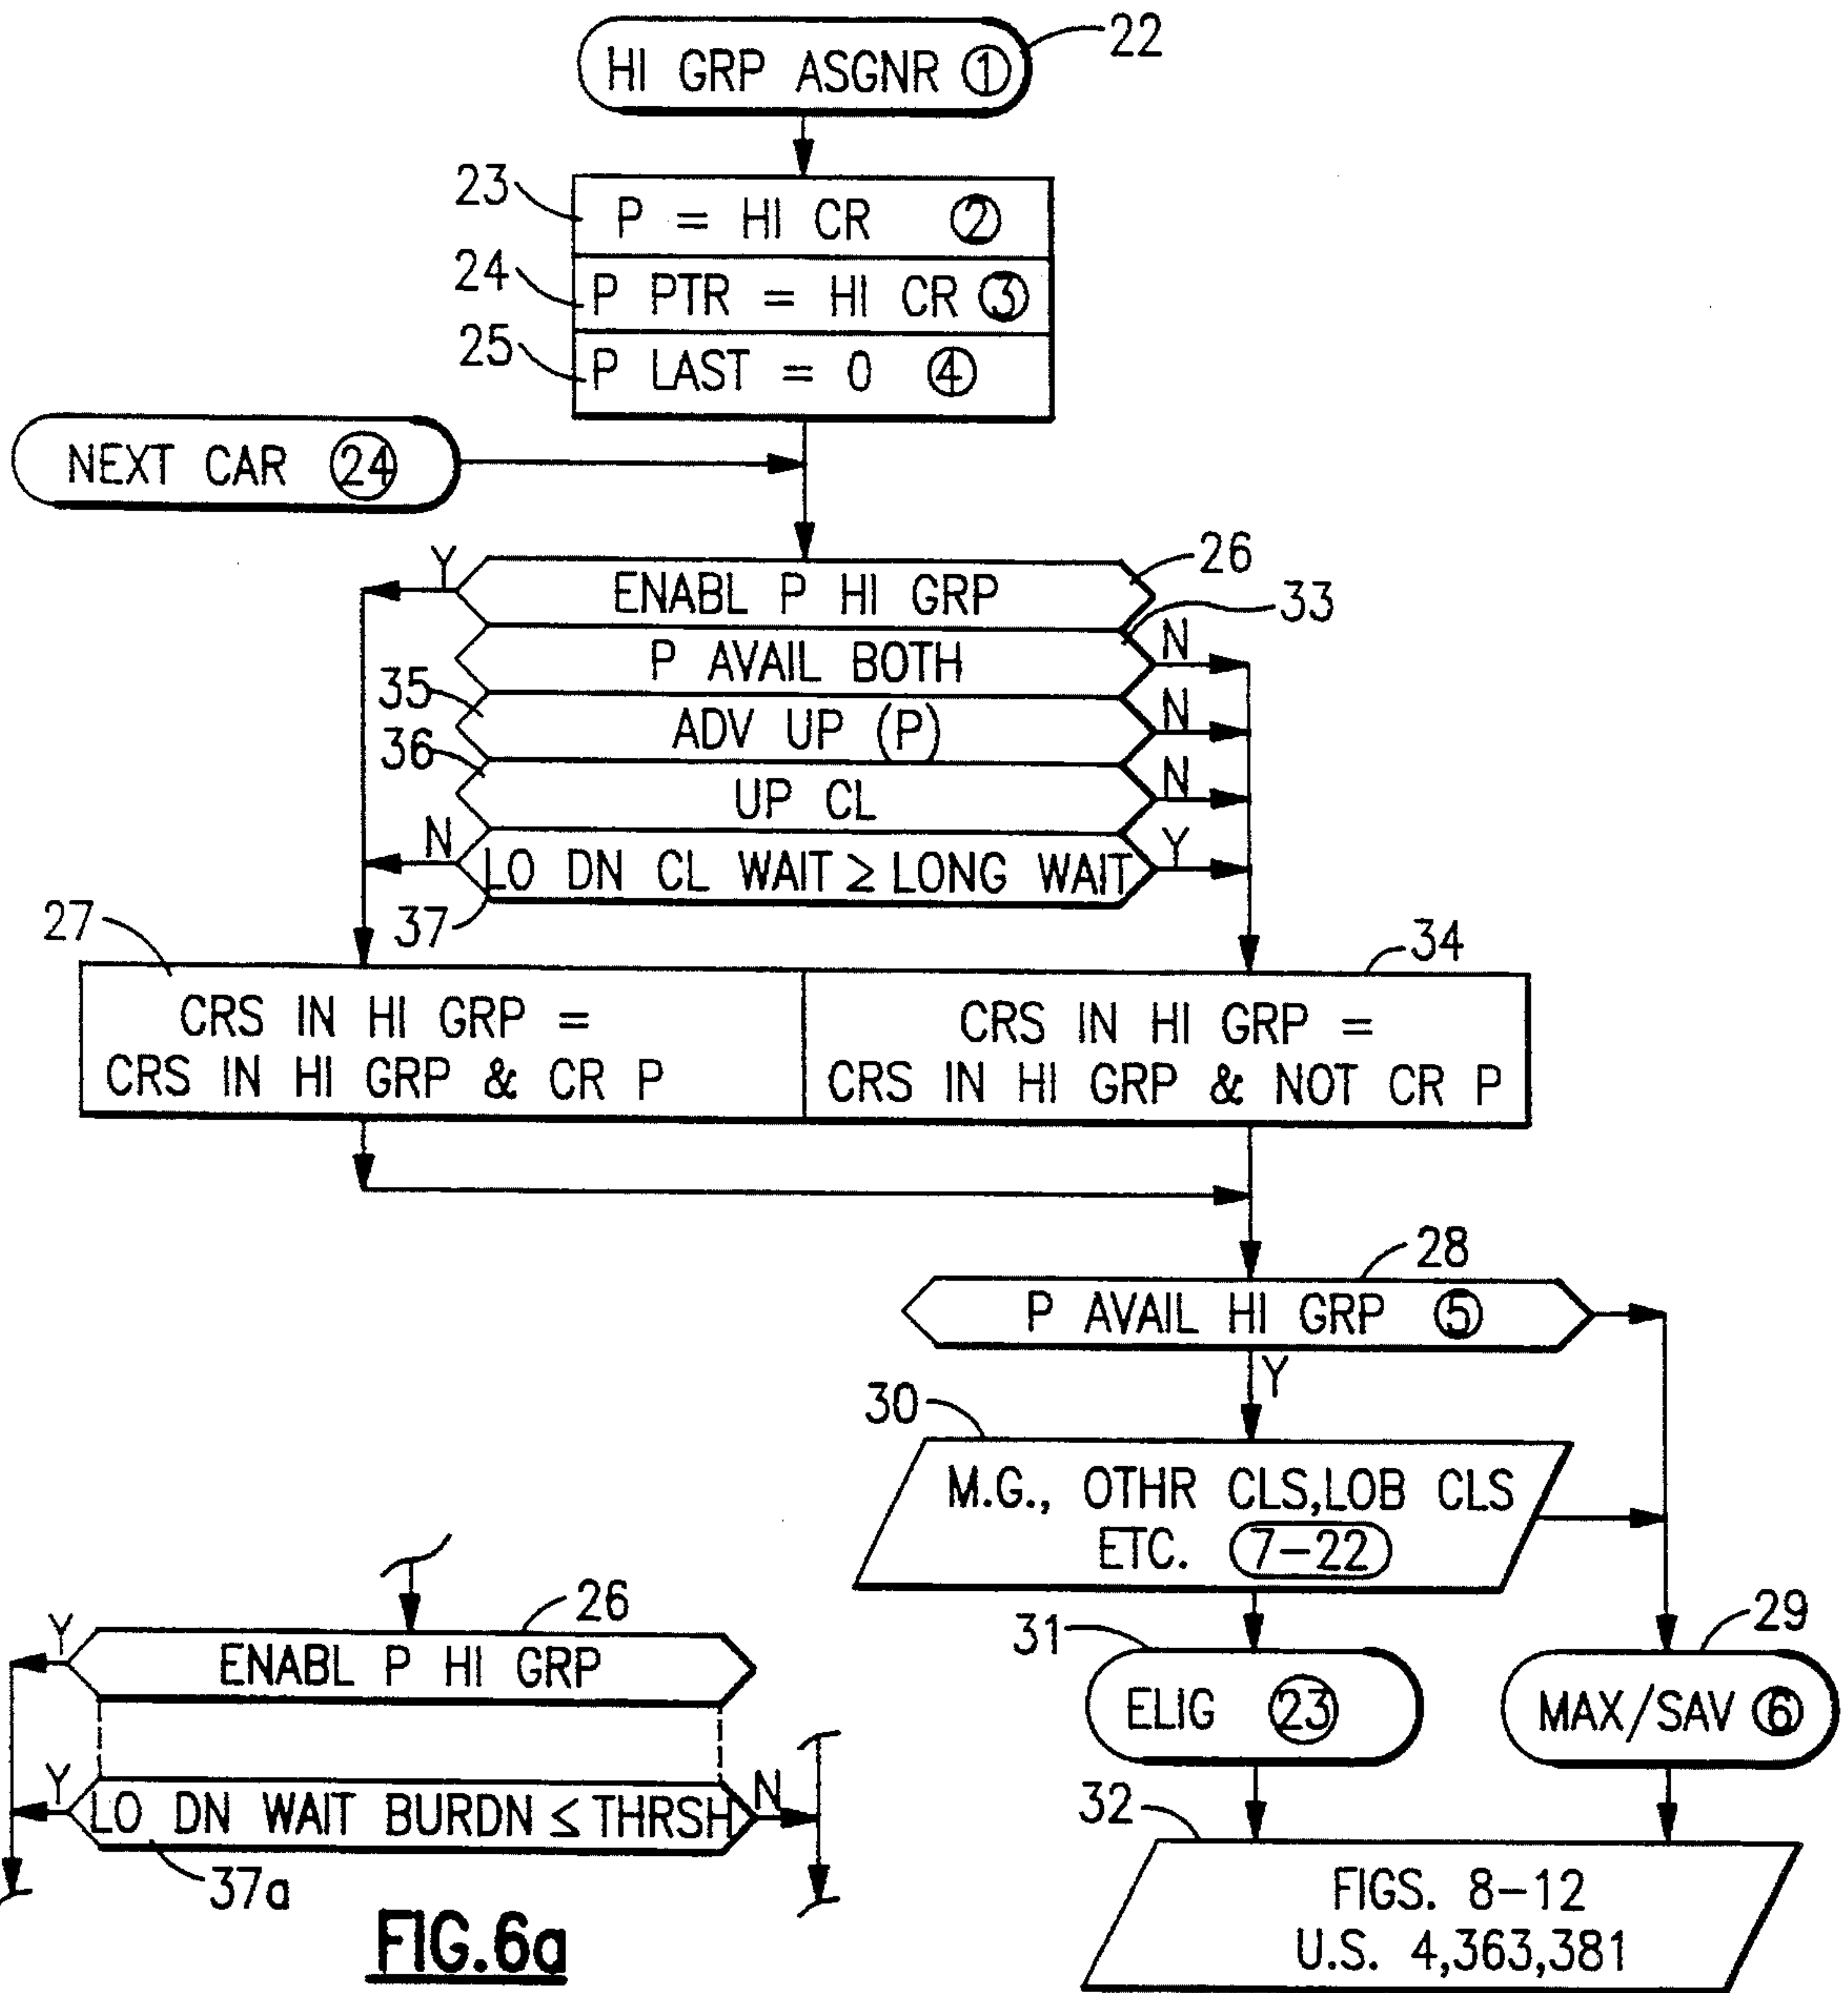 HI GRP ASGNR ①
22
23
P = HI CR ②
24
P PTR = HI CR ③
25
P LAST = 0 ④
NEXT CAR ㉔
Y
ENABL P HI GRP
26
33
P AVAIL BOTH
N
35
ADV UP (P)
N
36
UP CL
N
N
LO DN CL WAIT ≥ LONG WAIT
Y
37
27
34
CRS IN HI GRP =
CRS IN HI GRP & CR P
CRS IN HI GRP =
CRS IN HI GRP & NOT CR P
28
P AVAIL HI GRP ⑤
Y
30
M.G., OTHR CLS,LOB CLS
ETC. 7-22
31
ELIG ㉓
29
MAX/SAV ⑥
32
FIGS. 8-12
U.S. 4,363,381
26
Y
ENABL P HI GRP
Y
LO DN WAIT BURDN ≤ THRSH
N
37a
FIG.6a